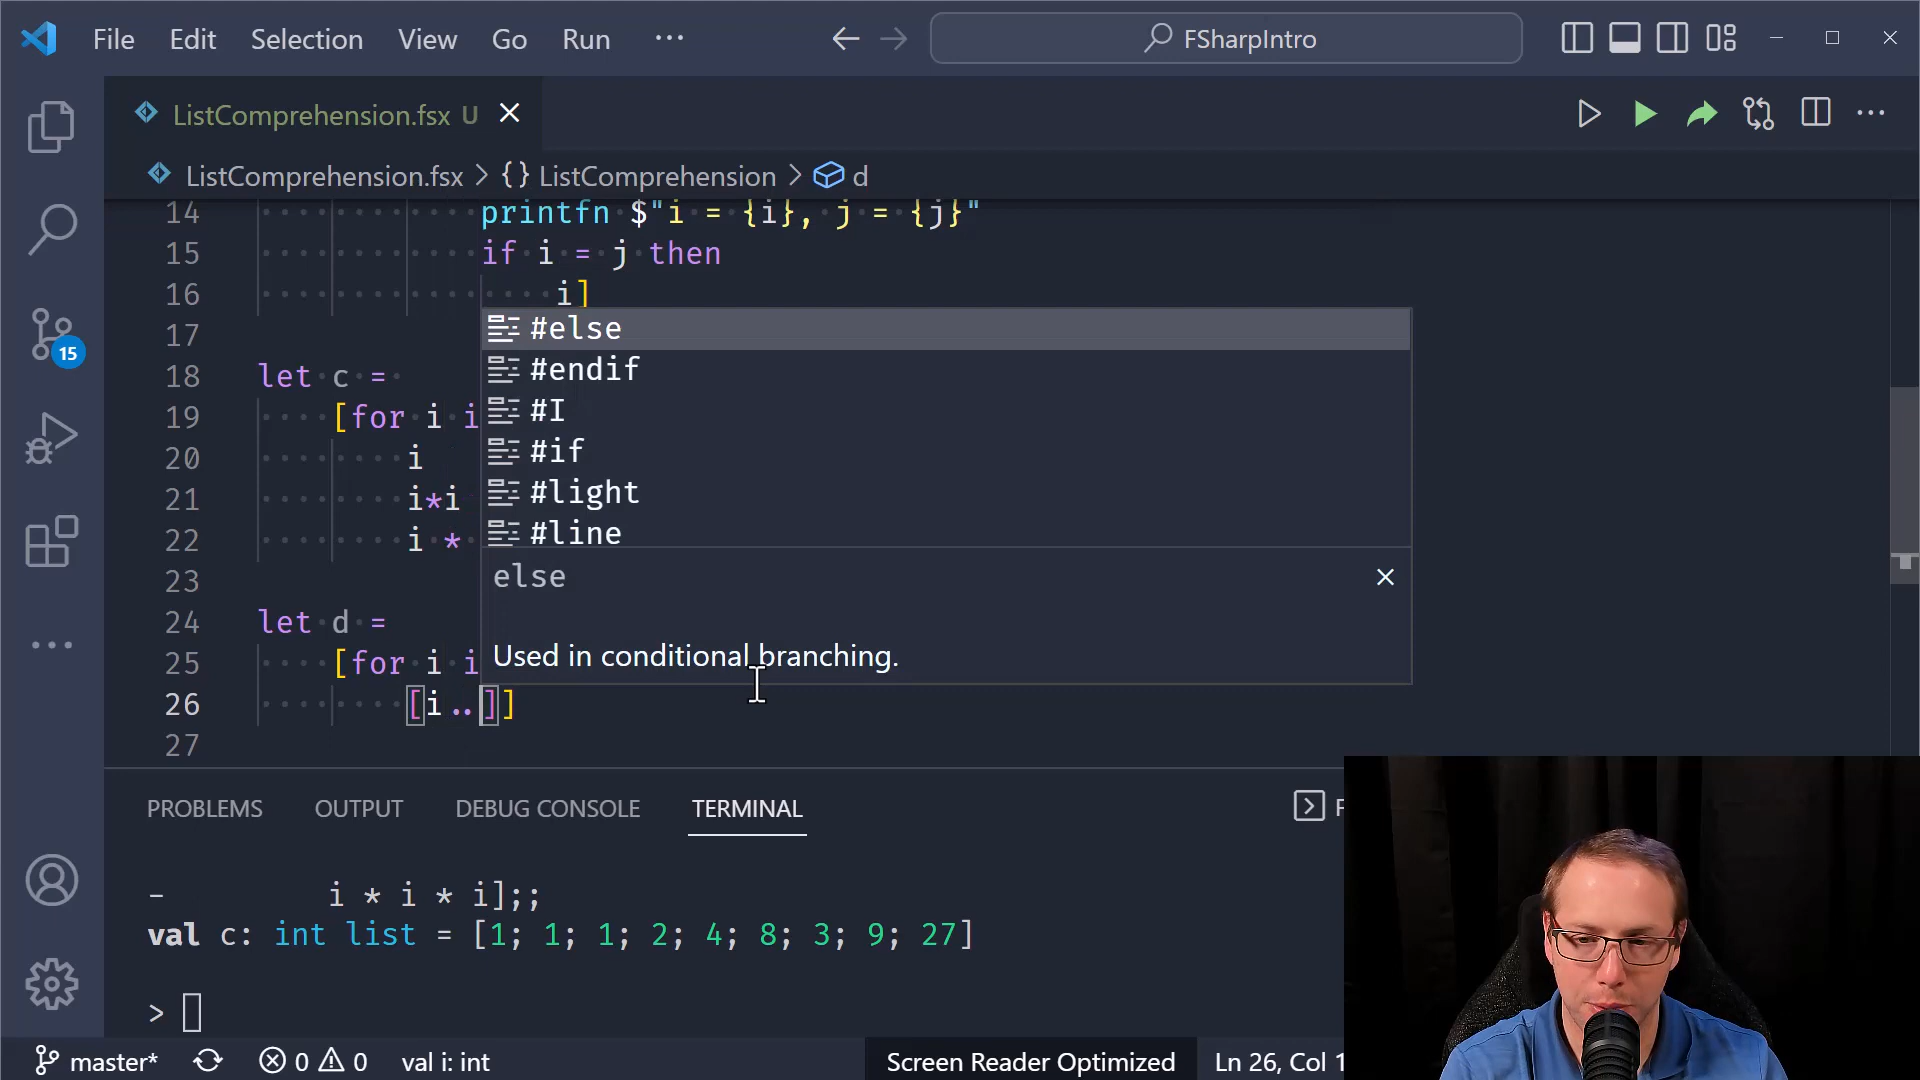 File Edit Selection View Go Run ··· FSharpIntro
ListComprehension.fsx U
ListComprehension.fsx > {} ListComprehension > d
14 printfn $"i = {i}, j = {j}"
15 if i = j then
16 i]
17
18 let c =
19 [for i i
20 i
21 i*i
22 i *
23
24 let d =
25 [for i i
26 [i..]]
27
#else
#endif
#I
#if
#light
#line
else
Used in conditional branching.
15
PROBLEMS OUTPUT DEBUG CONSOLE TERMINAL
- i * i * i];;
val c: int list = [1; 1; 1; 2; 4; 8; 3; 9; 27]
>
master* 0 0 val i: int Screen Reader Optimized Ln 26, Col 1